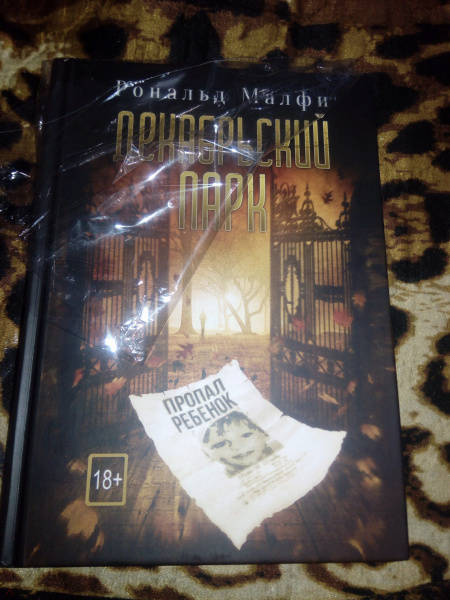 Рональд Малфи
ДЕКАБРЬСКИЙ
ПАРК
ПРОПАЛ
РЕБЕНОК
18+